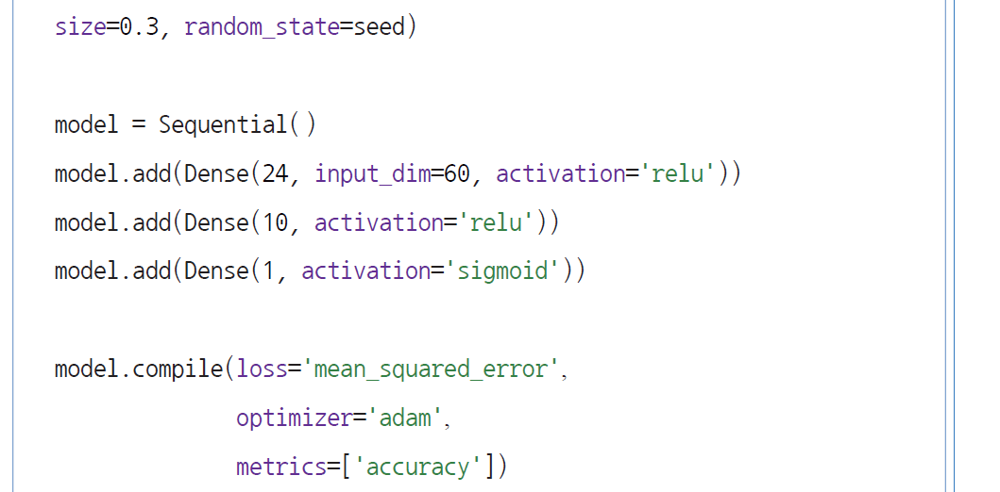 size=0.3, random_state=seed)
model = Sequential()
model.add(Dense(24, input_dim=60, activation='relu'))
model.add(Dense(10, activation='relu'))
model.add(Dense(1, activation='sigmoid'))
model.compile(loss='mean_squared_error',
optimizer='adam',
metrics=['accuracy'])